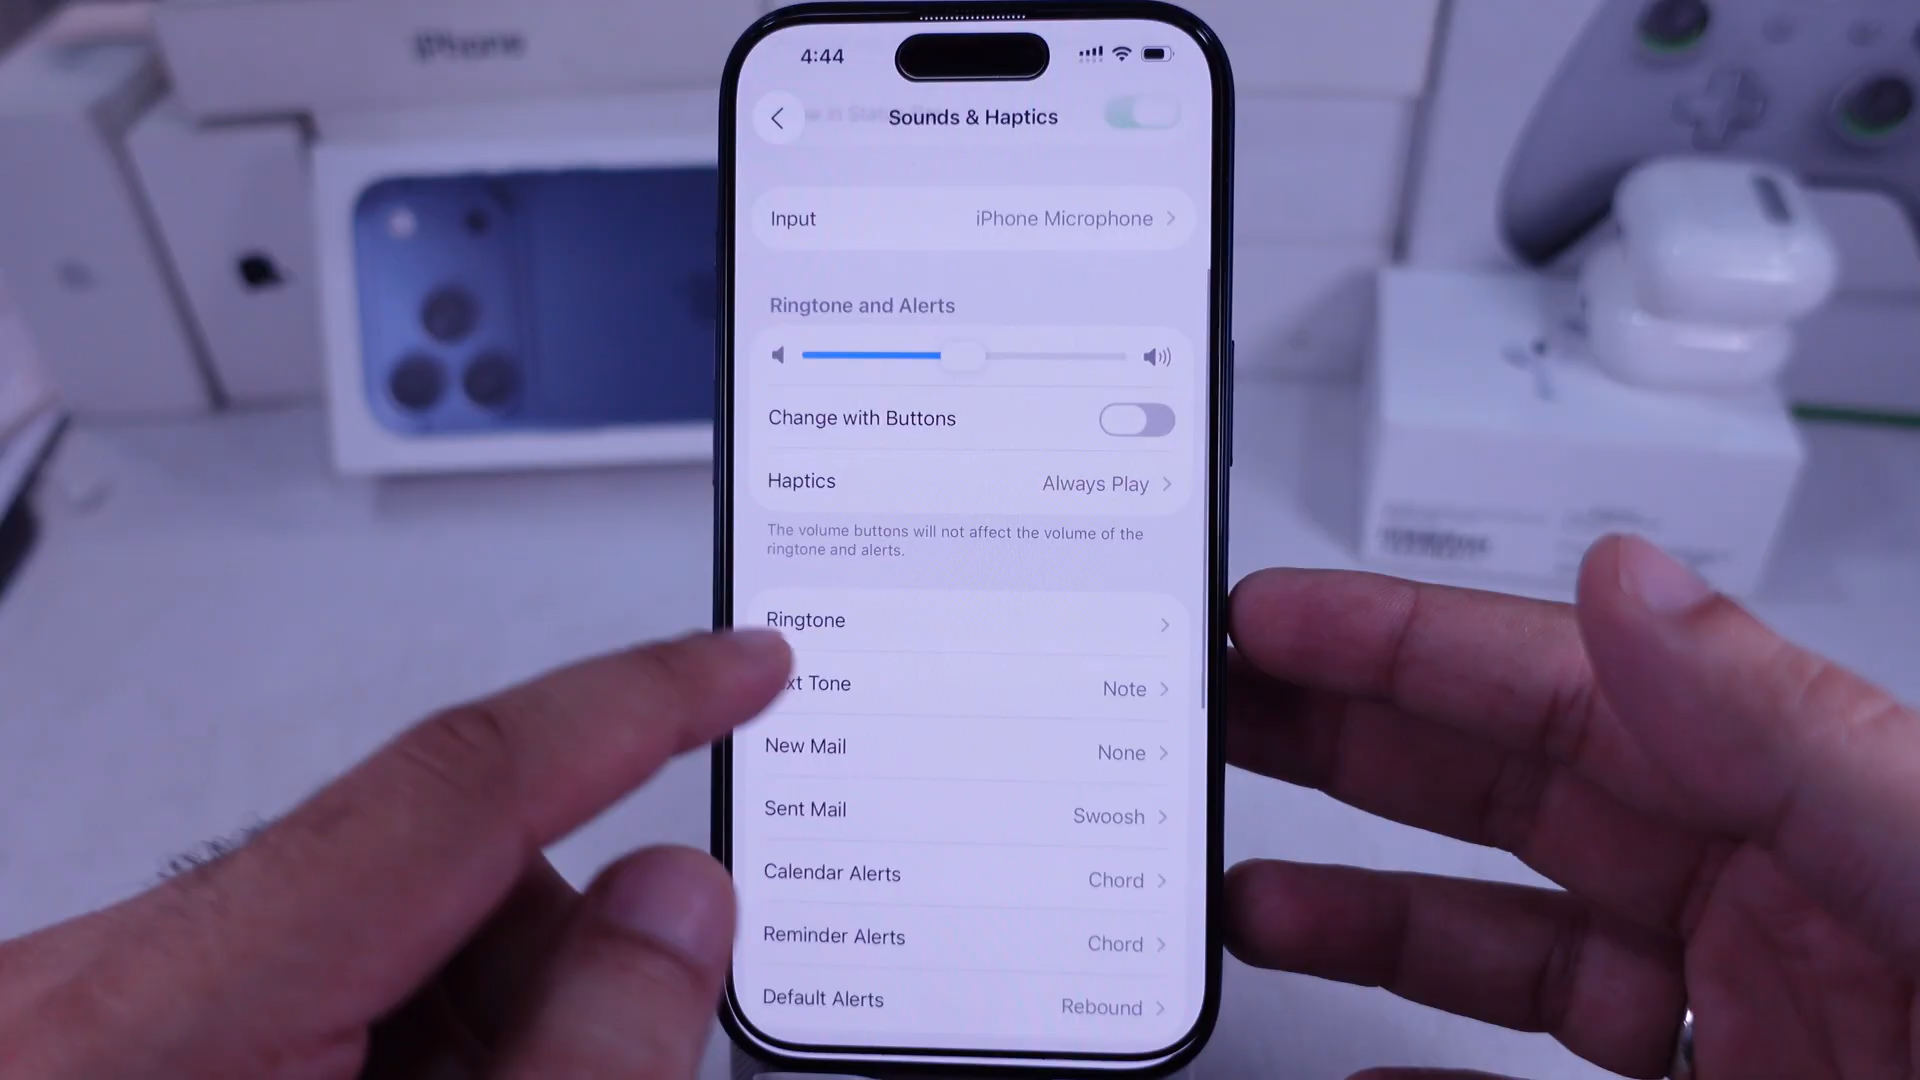 iPhone
4:44
Sounds & Haptics
Input iPhone Microphone
Ringtone and Alerts
Change with Buttons
Haptics Always Play
The volume buttons will not affect the volume of the
ringtone and alerts.
Ringtone
xt Tone Note
New Mail None
Sent Mail Swoosh
Calendar Alerts Chord
Reminder Alerts Chord
Default Alerts Rebound